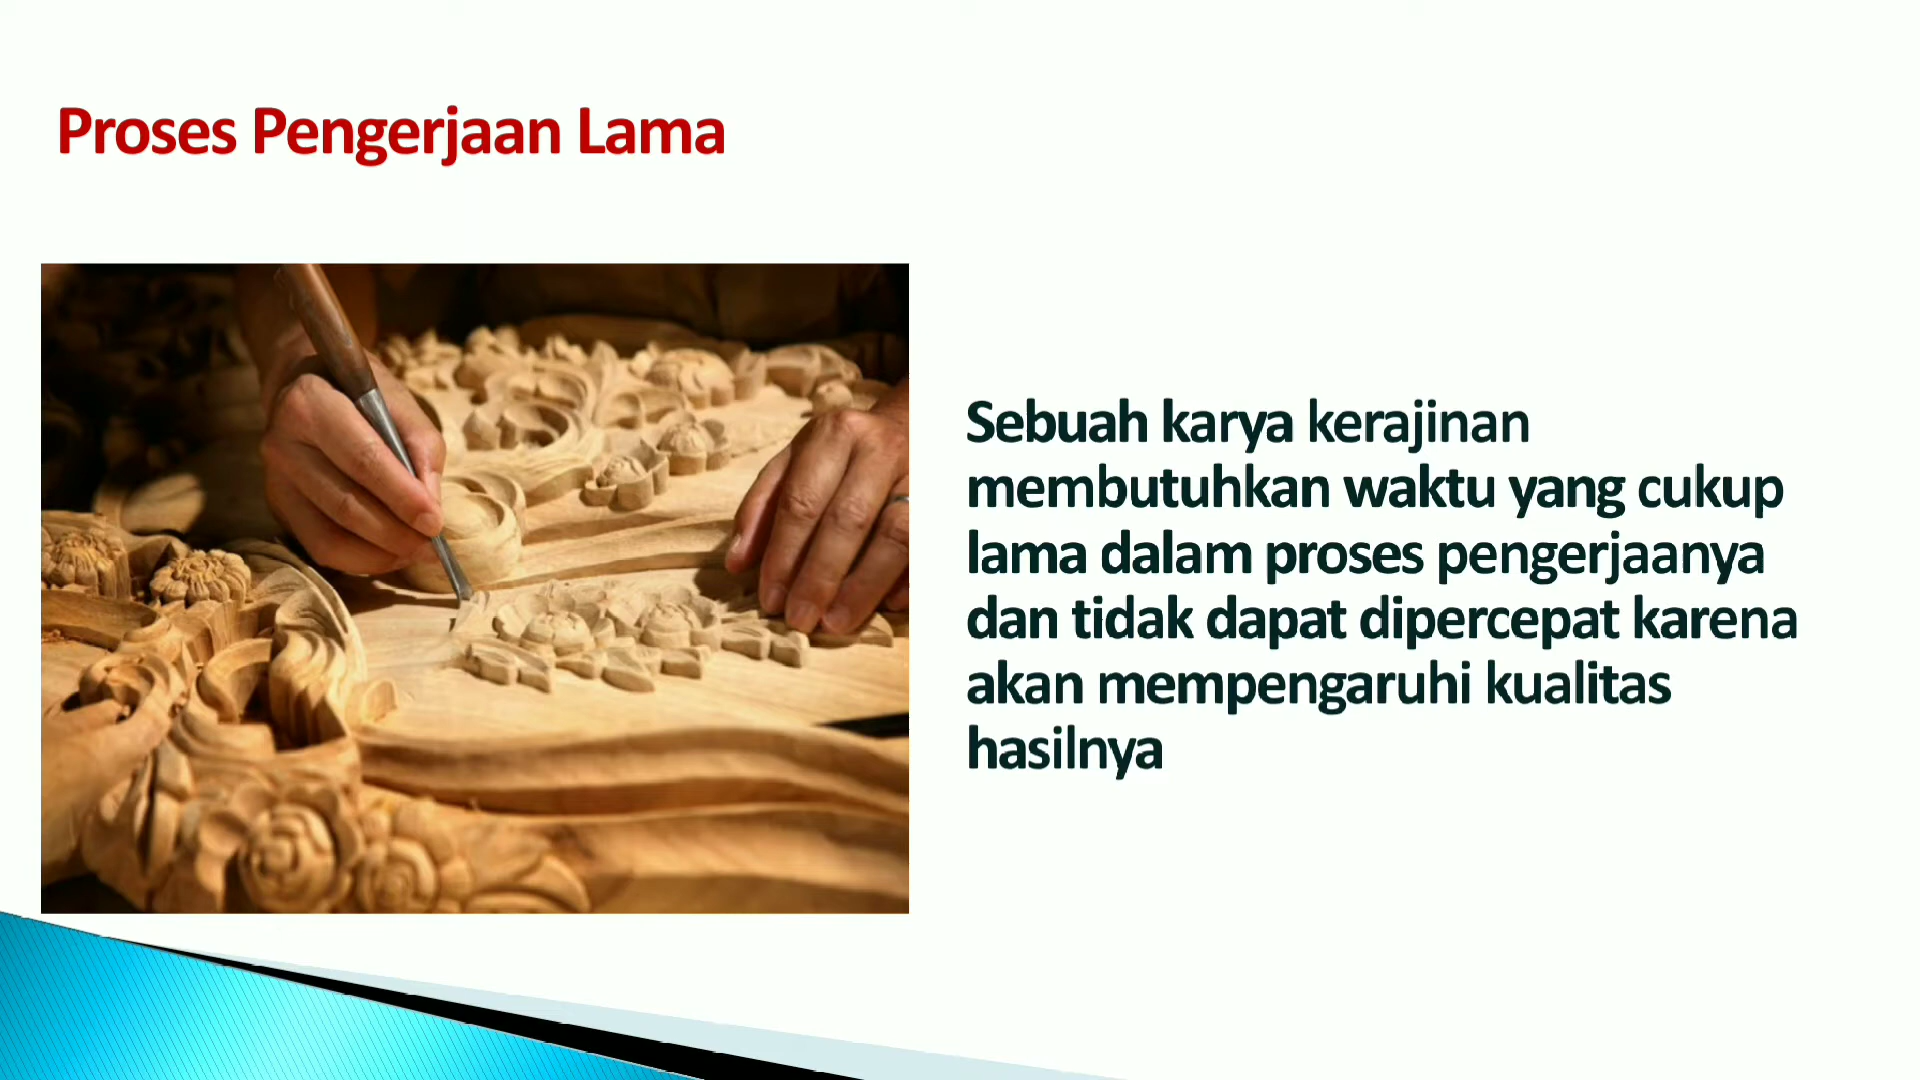 Proses Pengerjaan Lama
Sebuah karya kerajinan
membutuhkan waktu yang cukup
lama dalam proses pengerjaanya
dan tidak dapat dipercepat karena
akan mempengaruhi kualitas
hasilnya